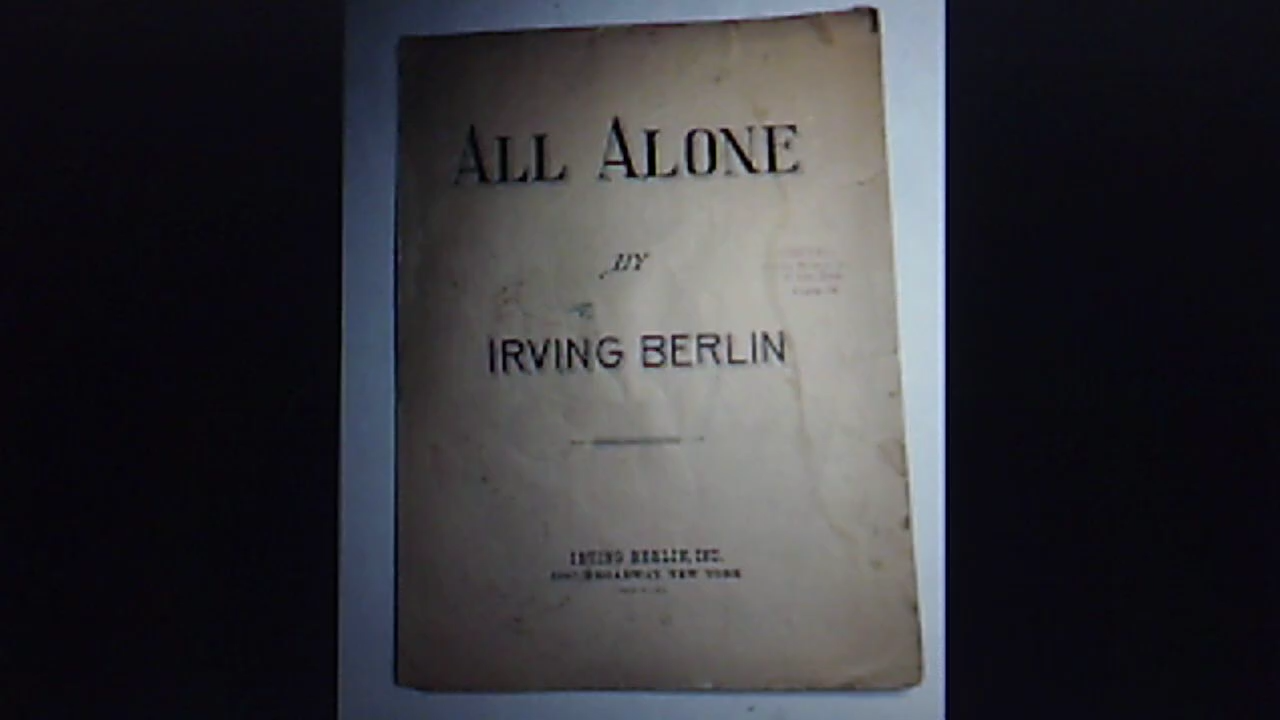 ALL ALONE
BY
IRVING BERLIN
IRVING BERLIN, INC.
BROADWAY NEW YORK